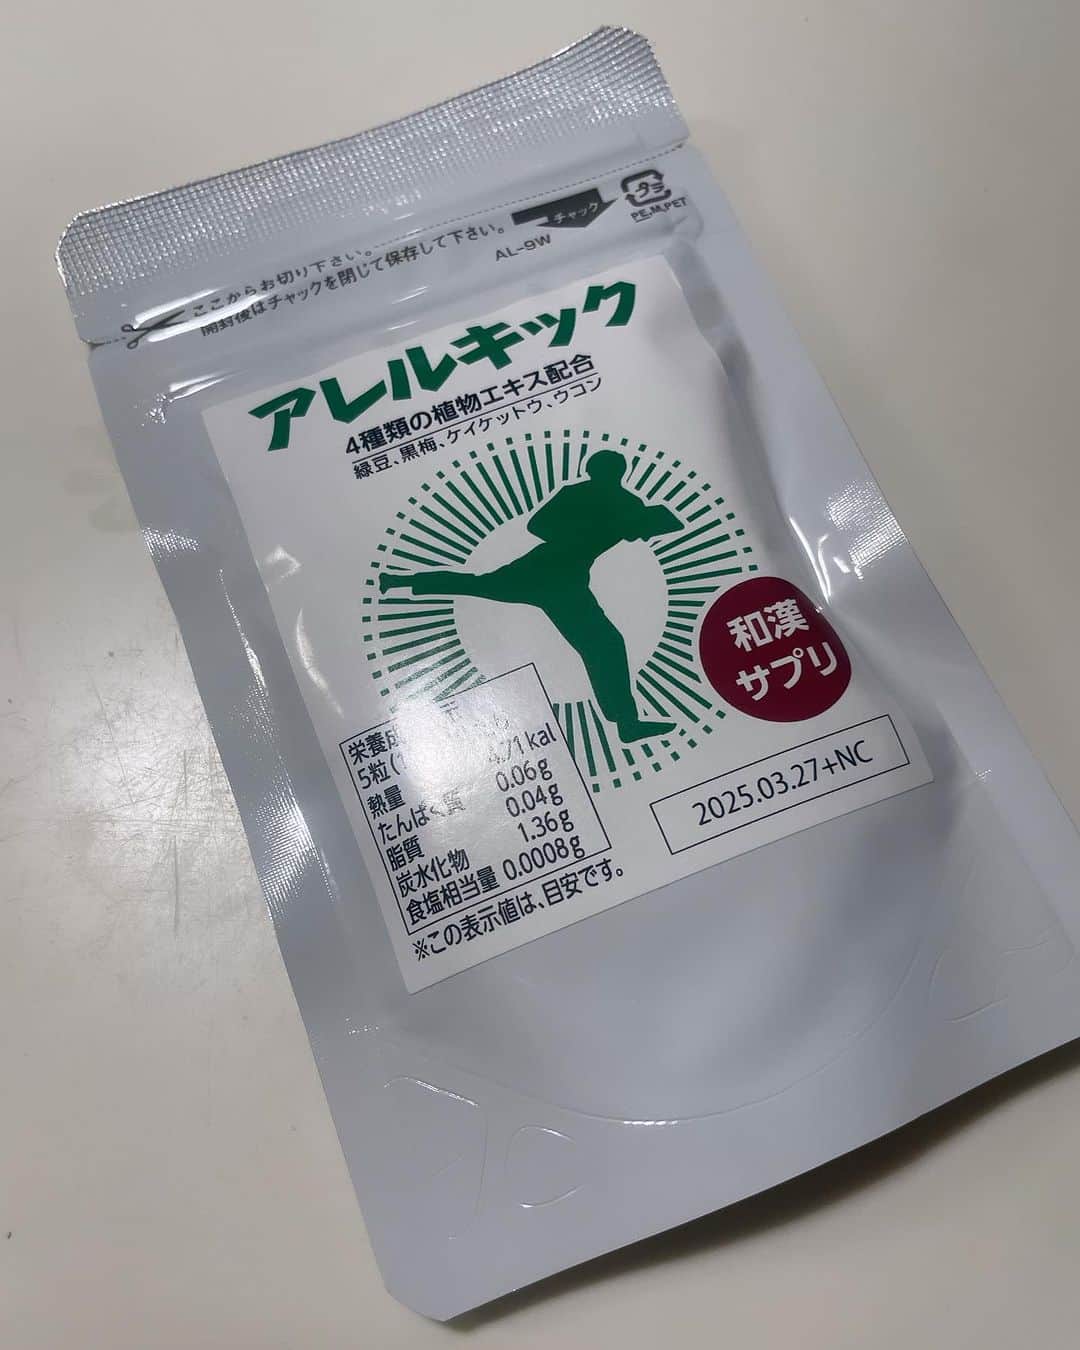 チャック
プラ
PE,M,PET
AL-9W
ここからお切り下さい。
開封後はチャックを閉じて保存して下さい。
アレルキック
4種類の植物エキス配合
緑豆、黒梅、ケイケットウ、ウコン
和漢
サプリ
栄養成
5粒(
熱量 4.71kal
たんぱく質 0.06g
脂質 0.04g
炭水化物 1.36g
食塩相当量 0.0008g
※この表示値は、目安です。
2025.03.27+NC